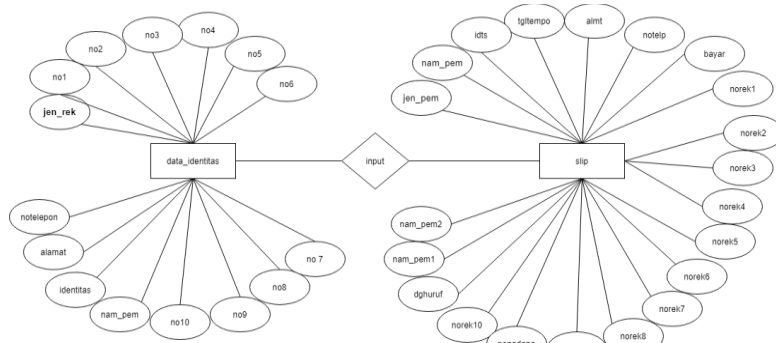 no1
no2
no3
no4
no5
no6
jen_rek
data_identitas
notelepon
alamat
identitas
nam_pem
no10
no9
no8
no 7
input
jen_pem
nam_pem
idts
tgltempo
almt
notelp
bayar
norek1
slip
norek2
norek3
norek4
norek5
norek6
norek7
norek8
norek10
dghuruf
nam_pem1
nam_pem2